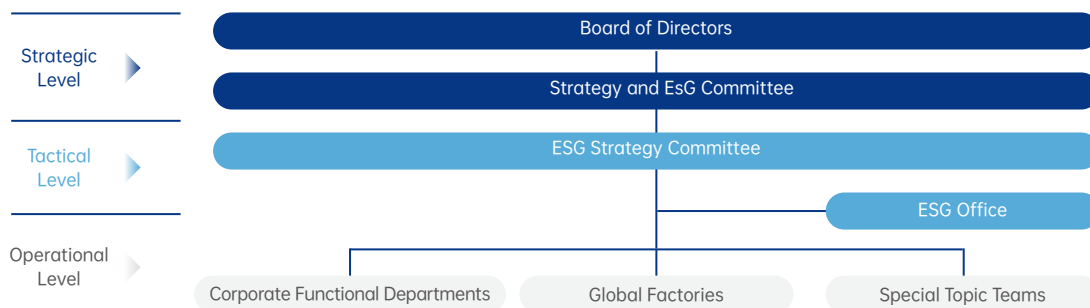 Board of Directors
Strategic
Level
Strategy and EsG Committee
ESG Strategy Committee
Tactical
Level
ESG Office
Operational
Level
Corporate Functional Departments
Global Factories
Special Topic Teams